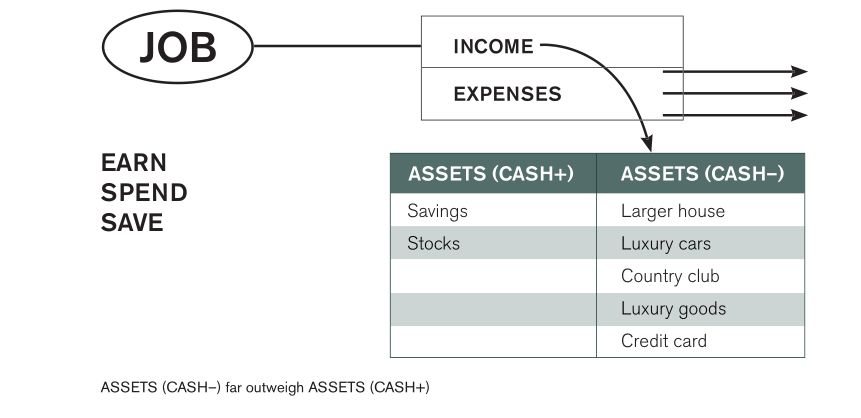 JOB
INCOME
EXPENSES
EARN
SPEND
SAVE
ASSETS (CASH+) ASSETS (CASH–)
Savings Larger house
Stocks Luxury cars
Country club
Luxury goods
Credit card
ASSETS (CASH–) far outweigh ASSETS (CASH+)